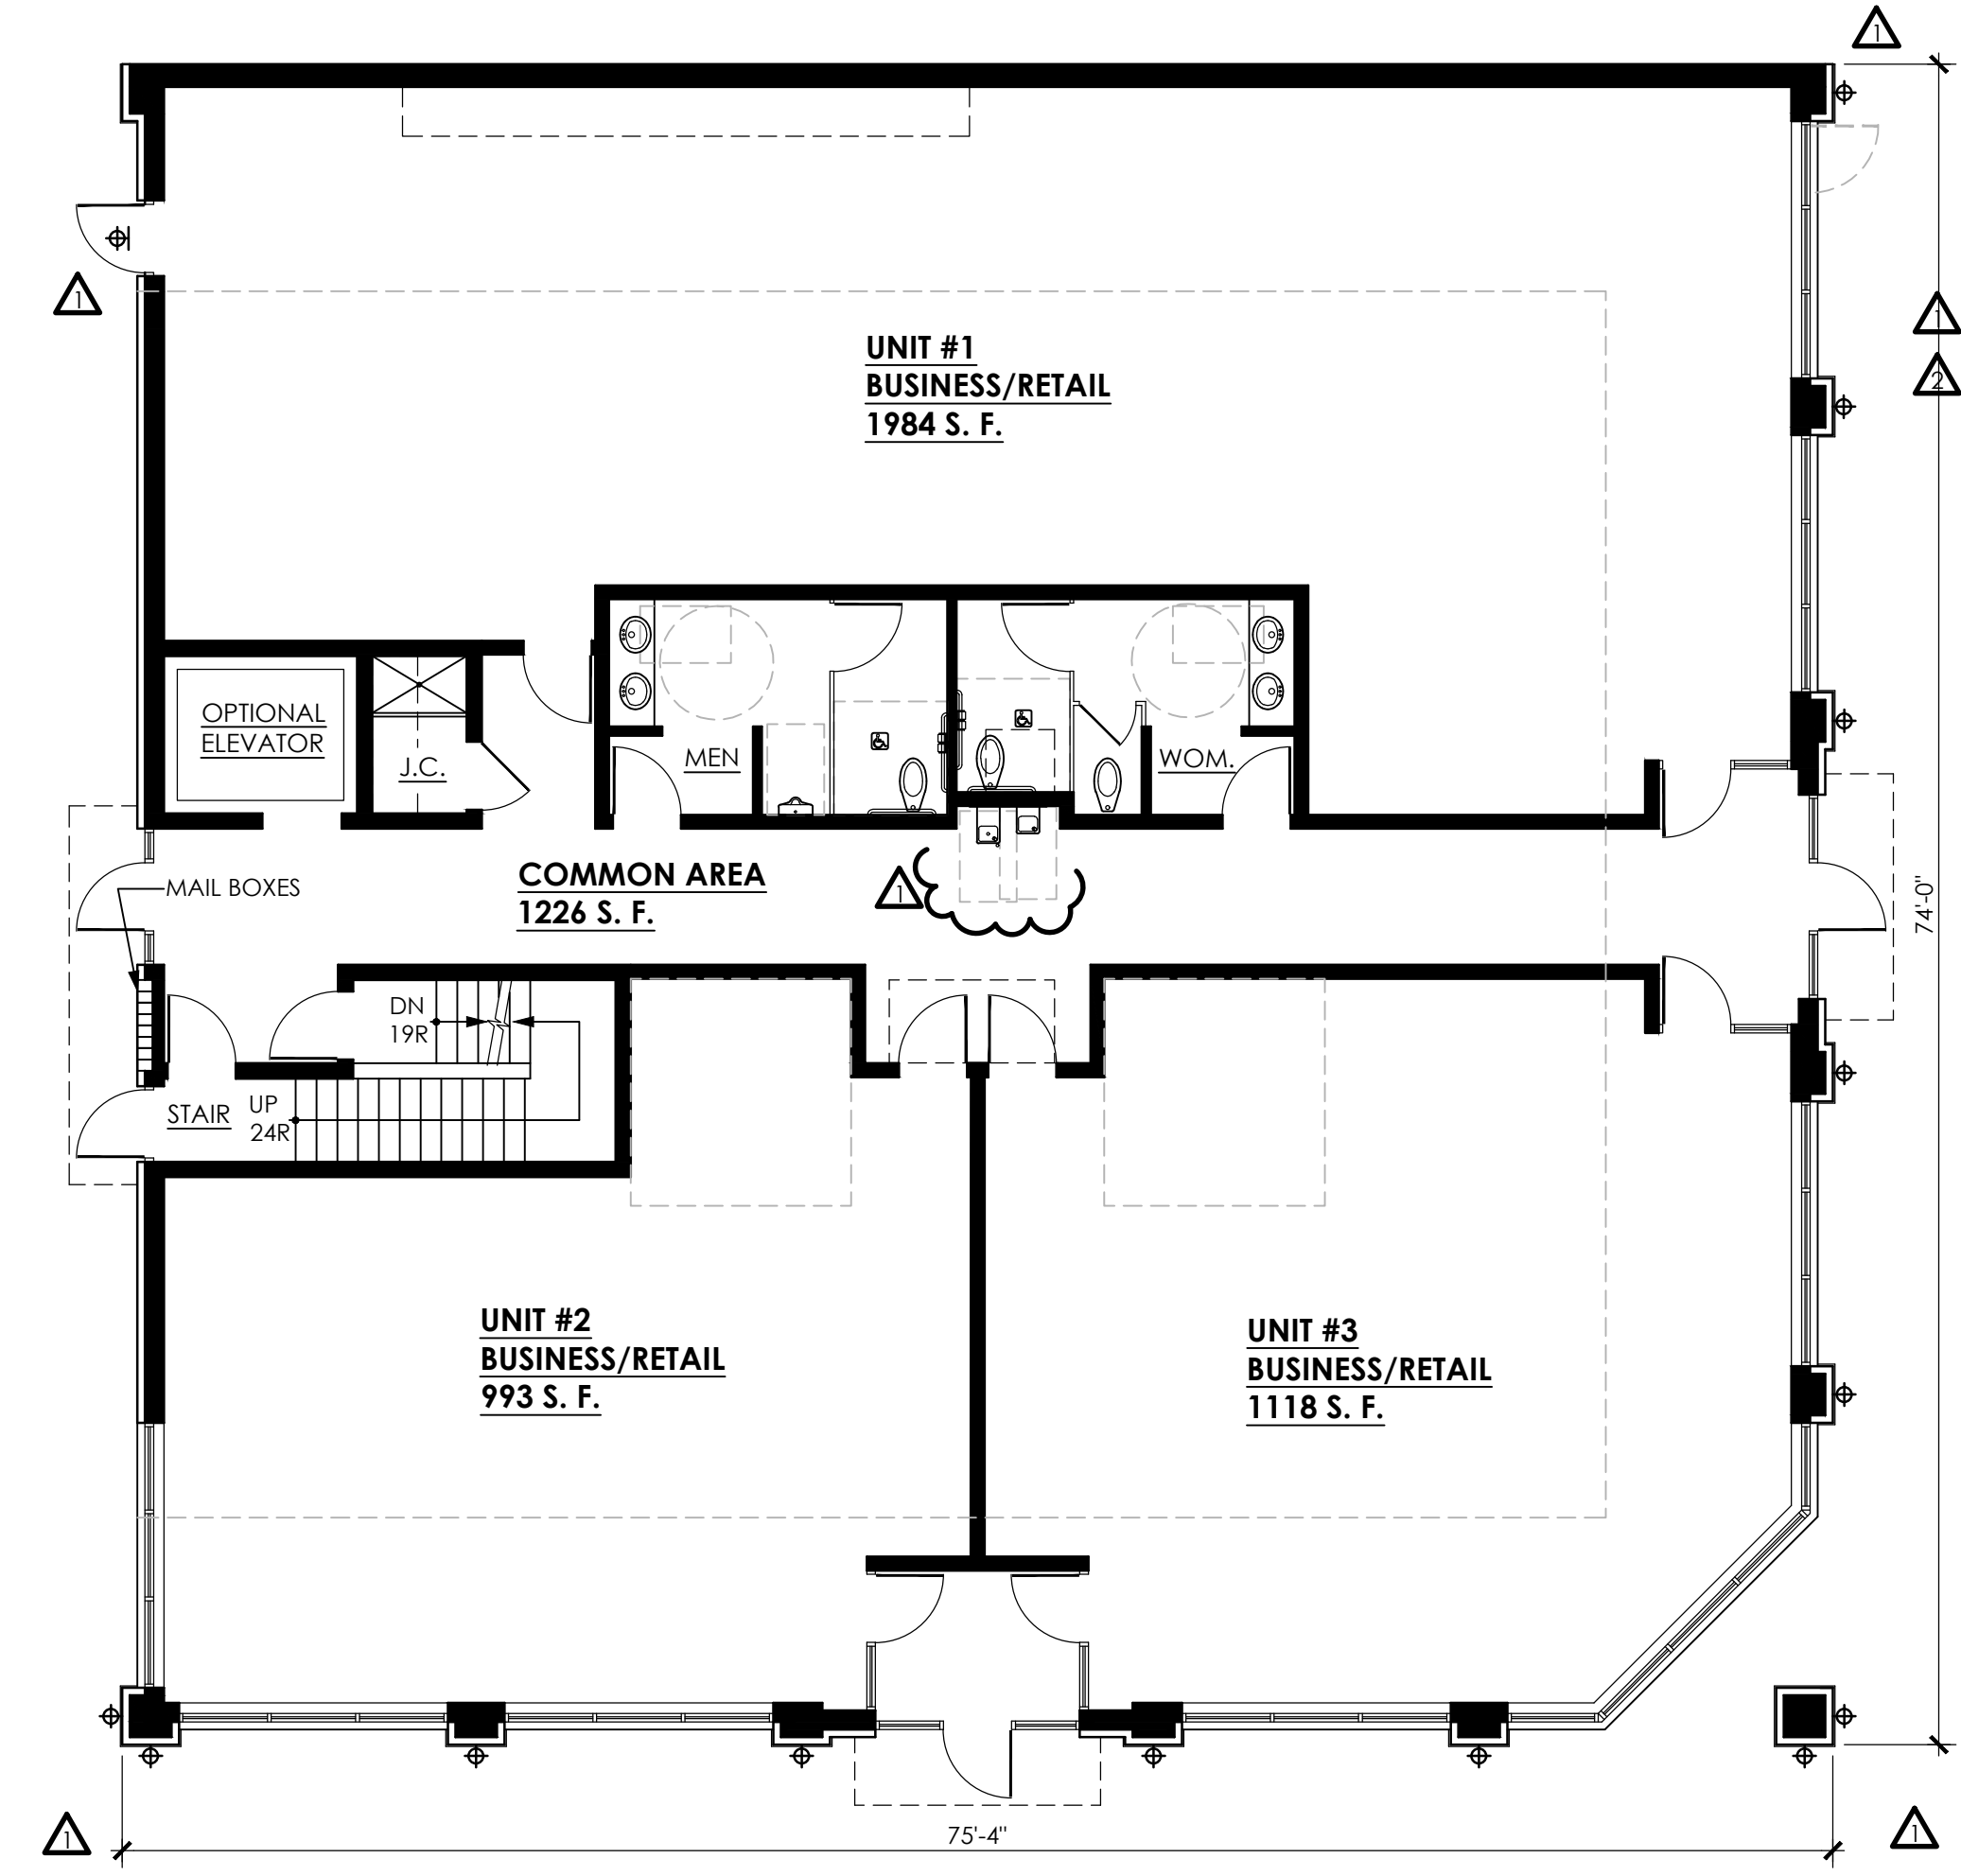 1
1
1
2
UNIT #1
BUSINESS/RETAIL
1984 S. F.
OPTIONAL
ELEVATOR
J.C.
MEN
WOM.
COMMON AREA
1226 S. F.
1
MAIL BOXES
74'-0"
DN
19R
STAIR
UP
24R
UNIT #2
BUSINESS/RETAIL
993 S. F.
UNIT #3
BUSINESS/RETAIL
1118 S. F.
1
75'-4"
1